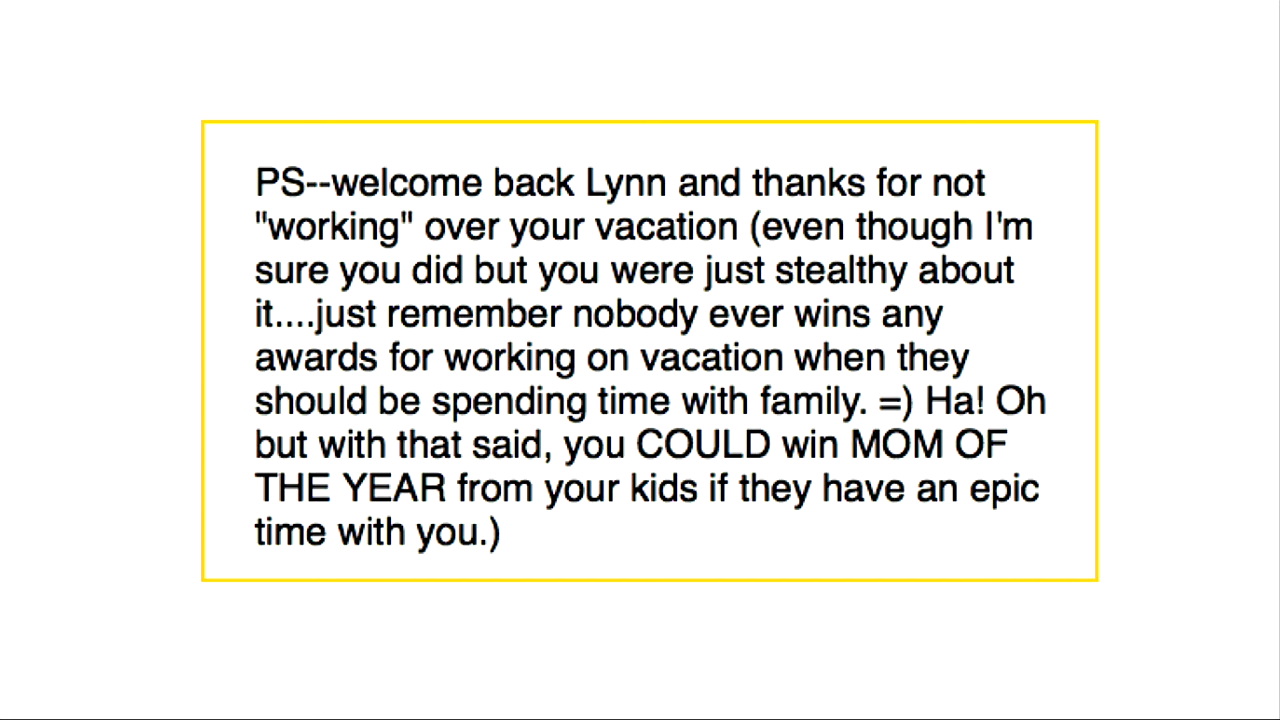 PS--welcome back Lynn and thanks for not
"working" over your vacation (even though I'm
sure you did but you were just stealthy about
it....just remember nobody ever wins any
awards for working on vacation when they
should be spending time with family. =) Ha! Oh
but with that said, you COULD win MOM OF
THE YEAR from your kids if they have an epic
time with you.)